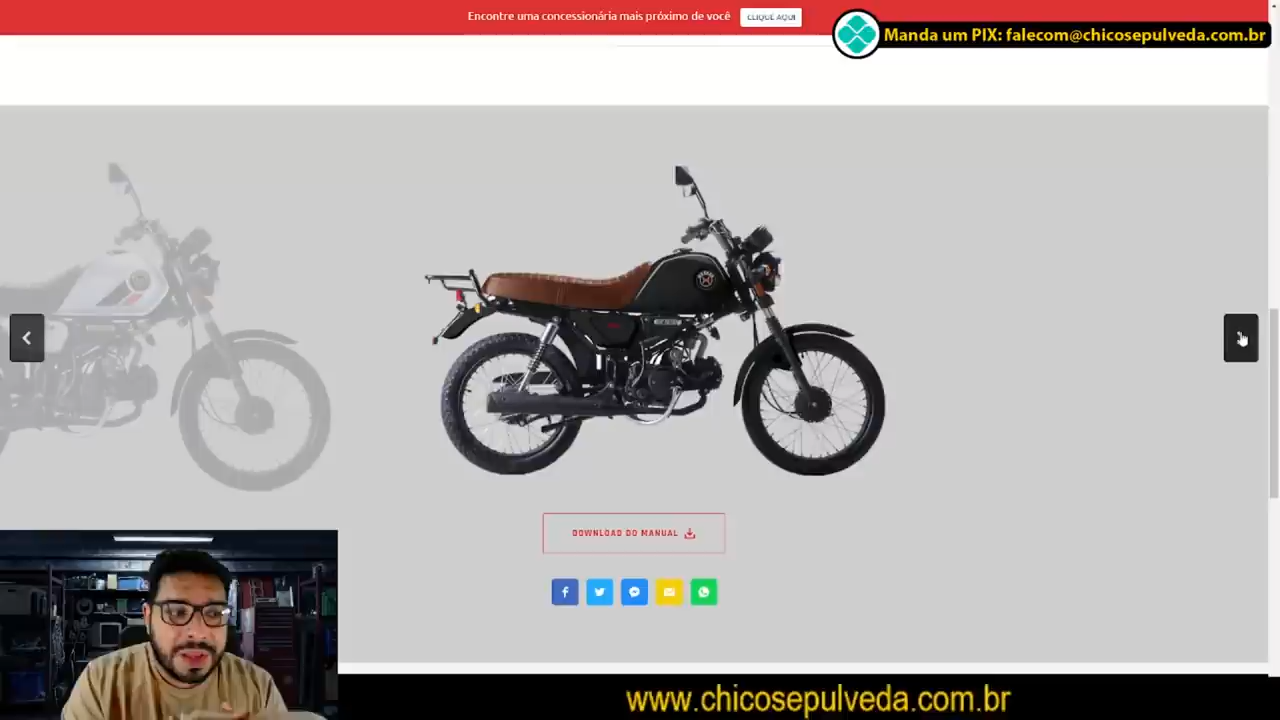 Encontre uma concessionária mais próximo de você
CLIQUE AQUI
Manda um PIX: falecom@chicosepulveda.com.br
DOWNLOAD DO MANUAL
www.chicosepulveda.com.br